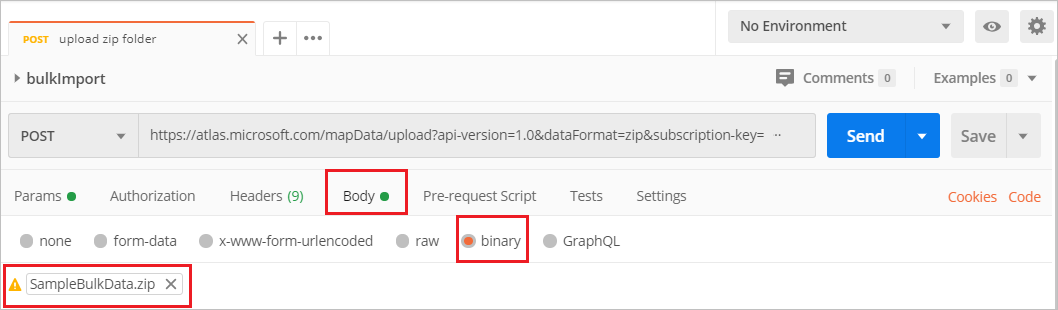 No Environment
POST upload zip folder
bulkImport Comments 0 Examples 0
POST https://atlas.microsoft.com/mapData/upload?api-version=1.0&dataFormat=zip&subscription-key= ·· Send Save
Params Authorization Headers (9) Body Pre-request Script Tests Settings Cookies Code
none form-data x-www-form-urlencoded raw binary GraphQL
SampleBulkData.zip